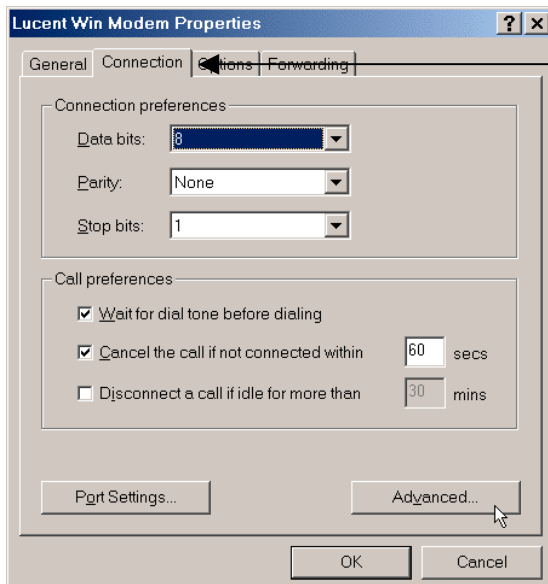 Lucent Win Modem Properties
General Connection Options Forwarding
Connection preferences
Data bits: 8
Parity: None
Stop bits: 1
Call preferences
Wait for dial tone before dialing
Cancel the call if not connected within 60 secs
Disconnect a call if idle for more than 30 mins
Port Settings... Advanced...
OK Cancel